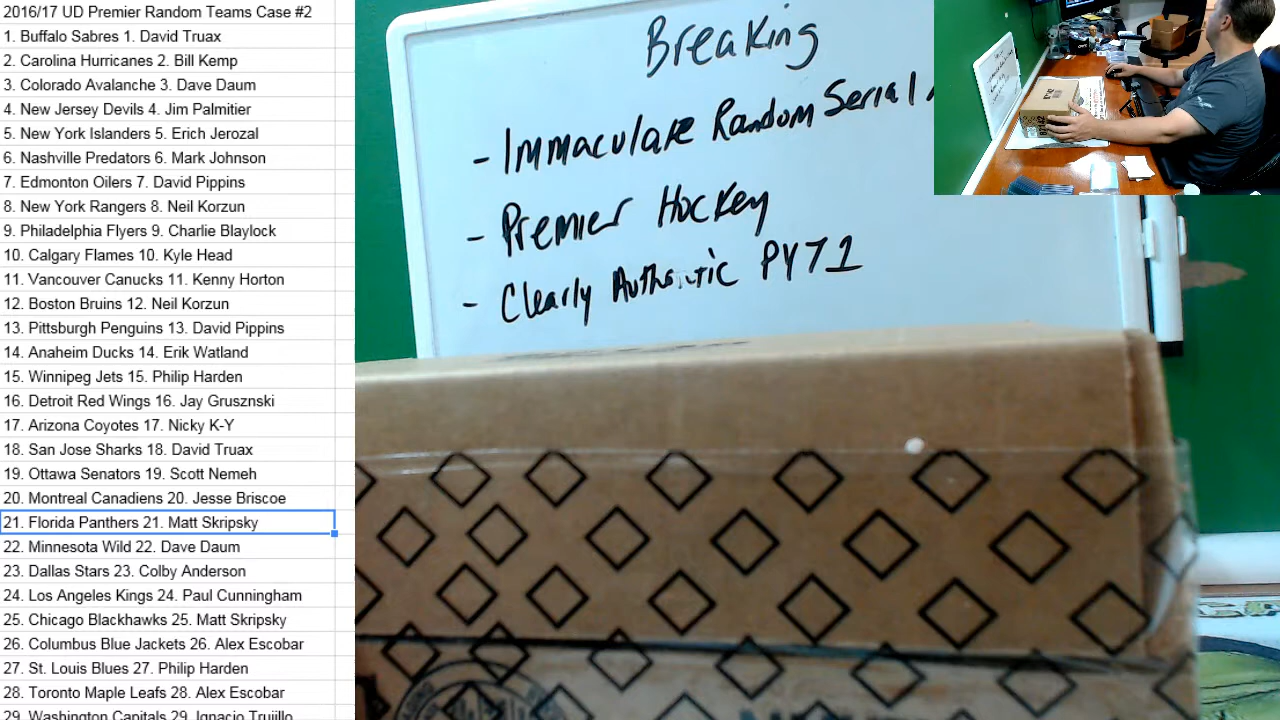 2016/17 UD Premier Random Teams Case #2
1. Buffalo Sabres 1. David Truax
2. Carolina Hurricanes 2. Bill Kemp
3. Colorado Avalanche 3. Dave Daum
4. New Jersey Devils 4. Jim Palmitier
5. New York Islanders 5. Erich Jerozal
6. Nashville Predators 6. Mark Johnson
7. Edmonton Oilers 7. David Pippins
8. New York Rangers 8. Neil Korzun
9. Philadelphia Flyers 9. Charlie Blaylock
10. Calgary Flames 10. Kyle Head
11. Vancouver Canucks 11. Kenny Horton
12. Boston Bruins 12. Neil Korzun
13. Pittsburgh Penguins 13. David Pippins
14. Anaheim Ducks 14. Erik Watland
15. Winnipeg Jets 15. Philip Harden
16. Detroit Red Wings 16. Jay Grusznski
17. Arizona Coyotes 17. Nicky K-Y
18. San Jose Sharks 18. David Truax
19. Ottawa Senators 19. Scott Nemeh
20. Montreal Canadiens 20. Jesse Briscoe
21. Florida Panthers 21. Matt Skripsky
22. Minnesota Wild 22. Dave Daum
23. Dallas Stars 23. Colby Anderson
24. Los Angeles Kings 24. Paul Cunningham
25. Chicago Blackhawks 25. Matt Skripsky
26. Columbus Blue Jackets 26. Alex Escobar
27. St. Louis Blues 27. Philip Harden
28. Toronto Maple Leafs 28. Alex Escobar
29. Washington Capitals 29. Ignacio Trujillo
Breaking
- Immaculate Random Serial
- Premier Hockey
- Clearly Authentic PYT1